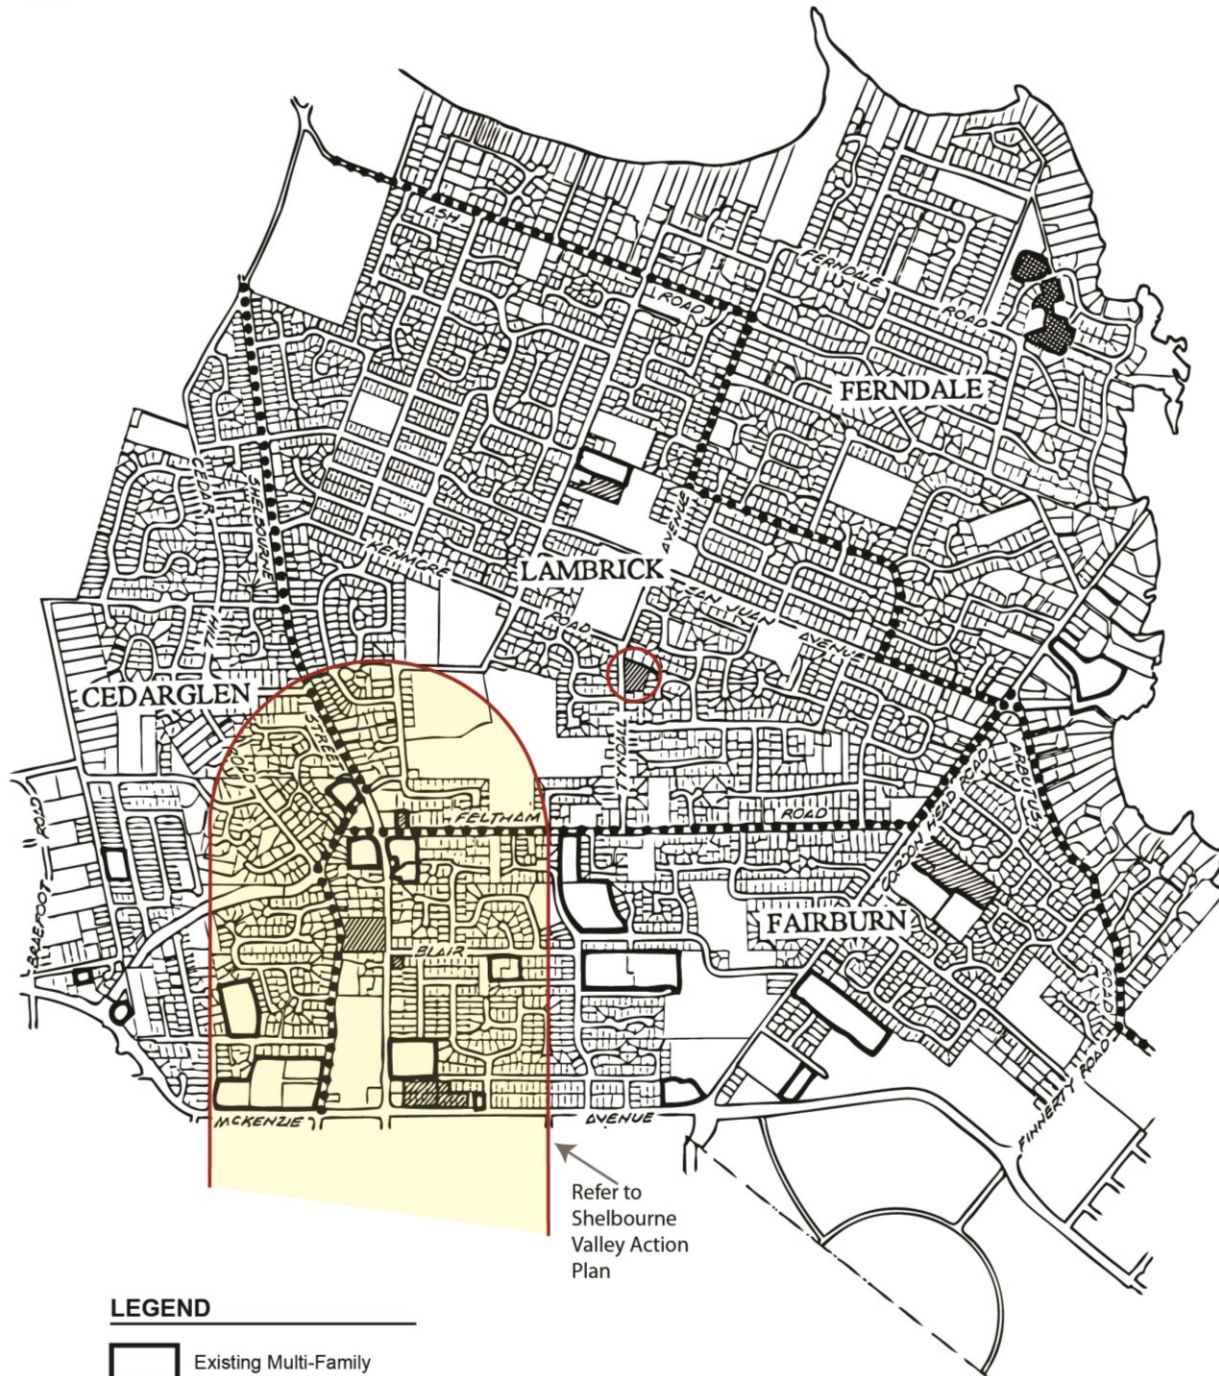 ASH
ROAD
FERNDALE
ROAD
FERNDALE
CEDAR
HILL
ROAD
SHELBOURNE
STREET
KENMORE
ROAD
LAMBRICK
AVENUE
SAN JUAN
AVENUE
CEDARGLEN
TYNDALL
FELTHAM
ROAD
ARBUTUS
ROAD
BRAEFOOT
ROAD
FAIRBURN
BLAIR
MCKENZIE
AVENUE
FINNERTY ROAD
Refer to
Shelbourne
Valley Action
Plan
LEGEND
Existing Multi-Family